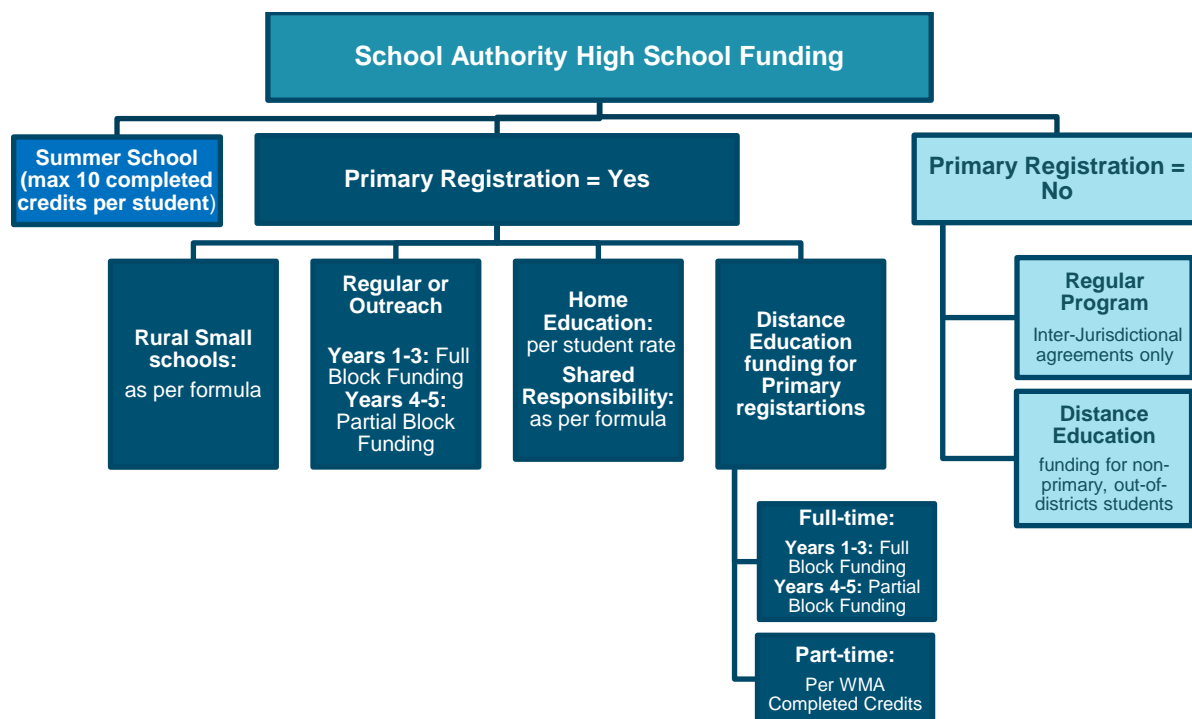 School Authority High School Funding
Summer School
(max 10 completed
credits per student)
Primary Registration = Yes
Primary Registration =
No
Rural Small
schools:
as per formula
Regular or
Outreach
Years 1-3: Full
Block Funding
Years 4-5:
Partial Block
Funding
Home
Education:
per student rate
Shared
Responsibility:
as per formula
Distance
Education
funding for
Primary
registartions
Regular
Program
Inter-Jurisdictional
agreements only
Distance
Education
funding for non-
primary, out-of-
districts students
Full-time:
Years 1-3: Full
Block Funding
Years 4-5: Partial
Block Funding
Part-time:
Per WMA
Completed Credits